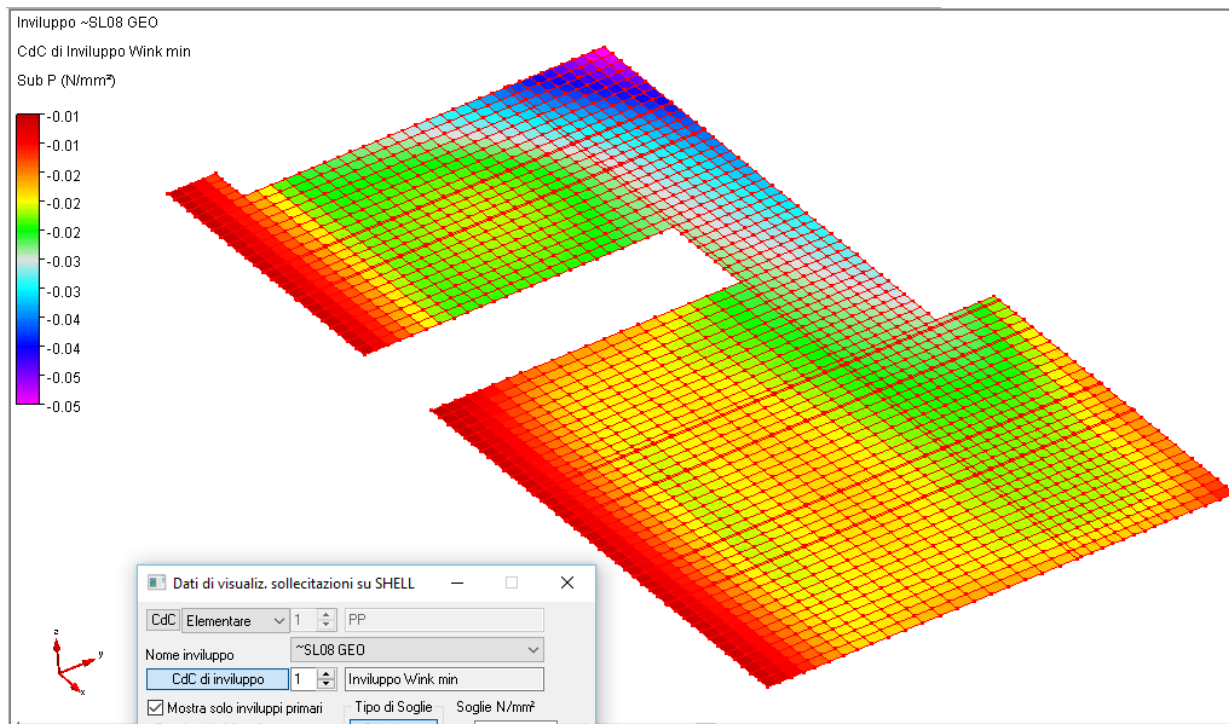 Inviluppo ~SL08 GEO
CdC di Inviluppo Wink min
Sub P (N/mm²)
-0.01
-0.01
-0.02
-0.02
-0.02
-0.03
-0.03
-0.04
-0.04
-0.05
-0.05
z
y
x
Dati di visualiz. sollecitazioni su SHELL
CdC Elementare 1 PP
Nome inviluppo ~SL08 GEO
CdC di inviluppo 1 Inviluppo Wink min
Mostra solo inviluppi primari Tipo di Soglie Soglie N/mm²